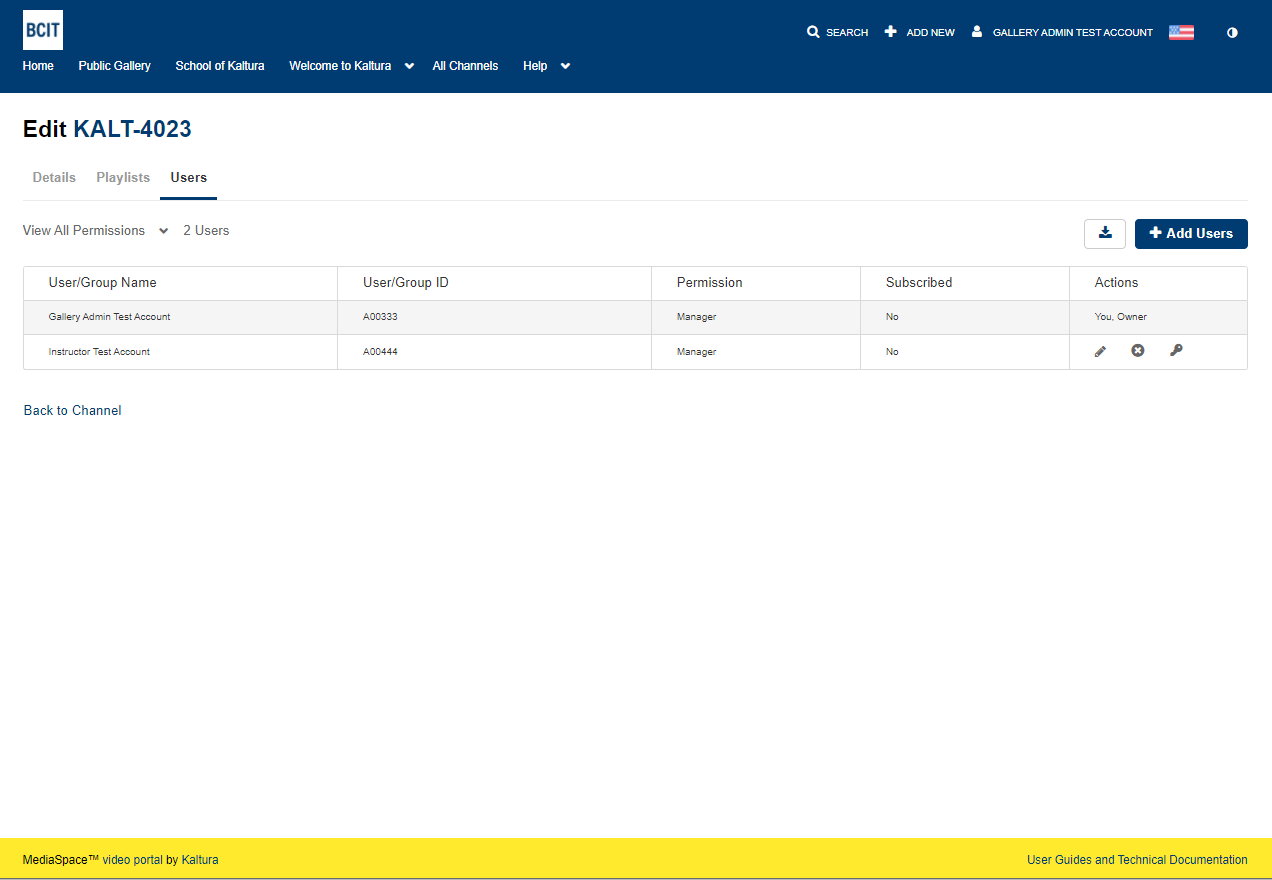 BCIT
SEARCH ADD NEW GALLERY ADMIN TEST ACCOUNT
Home Public Gallery School of Kaltura Welcome to Kaltura All Channels Help
Edit KALT-4023
Details Playlists Users
View All Permissions 2 Users
Add Users
User/Group Name User/Group ID Permission Subscribed Actions
Gallery Admin Test Account A00333 Manager No You, Owner
Instructor Test Account A00444 Manager No
Back to Channel
MediaSpace™ video portal by Kaltura User Guides and Technical Documentation